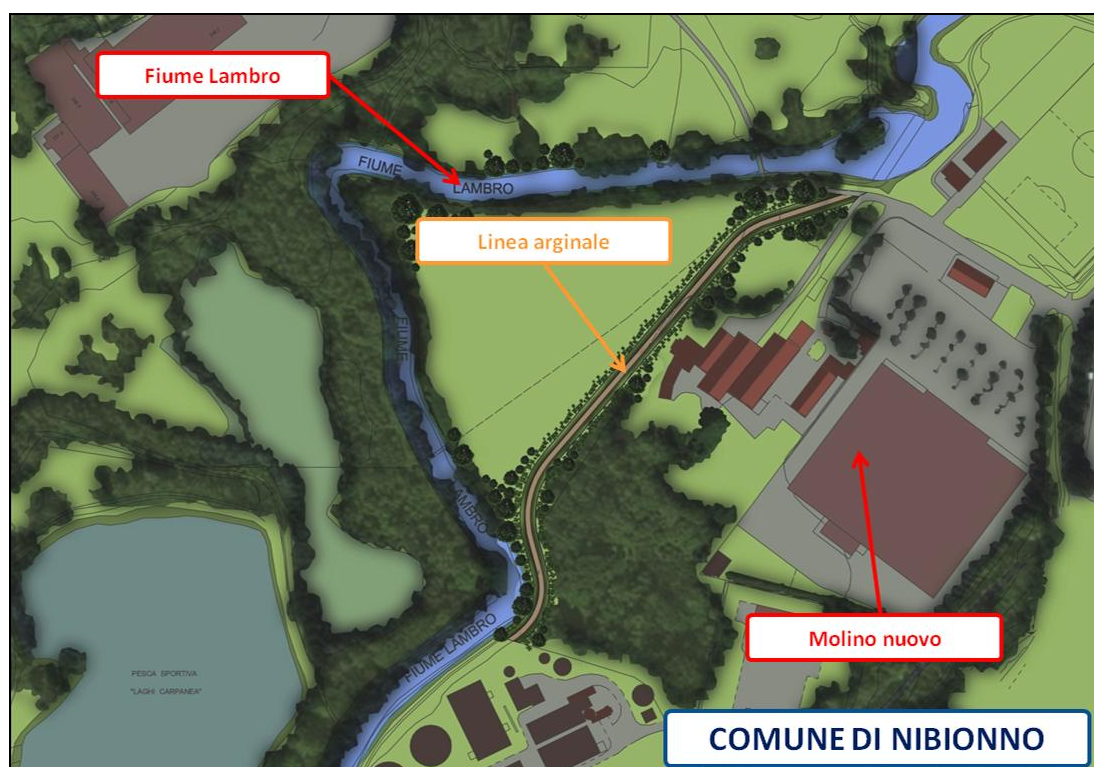 Fiume Lambro
FIUME
LAMBRO
Linea arginale
FIUME
LAMBRO
FIUME LAMBRO
Molino nuovo
PESCA SPORTIVA
"LAGHI CARPANEA"
COMUNE DI NIBIONNO